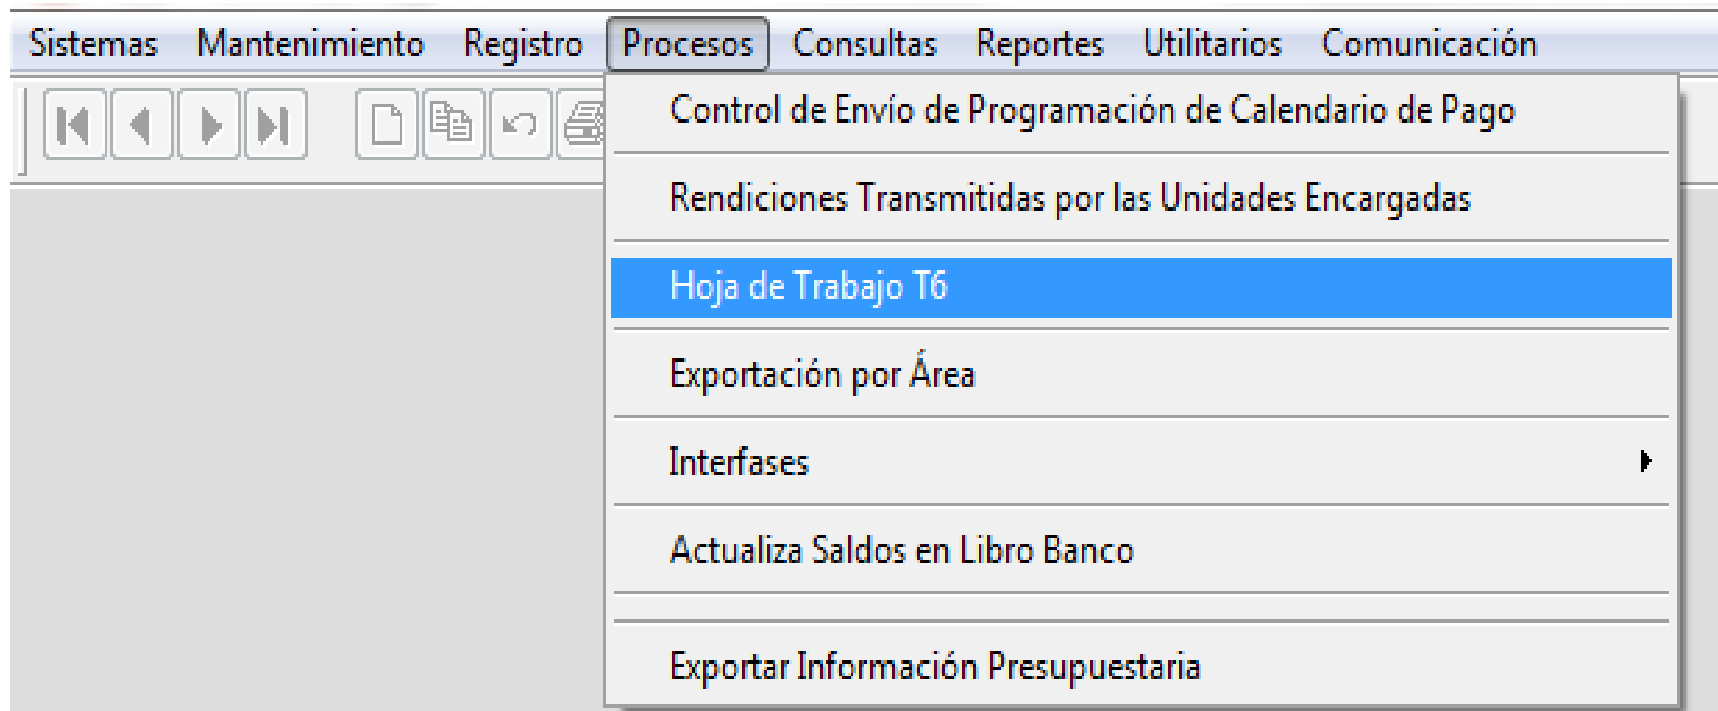 Sistemas Mantenimiento Registro Procesos Consultas Reportes Utilitarios Comunicación
Control de Envío de Programación de Calendario de Pago
Rendiciones Transmitidas por las Unidades Encargadas
Hoja de Trabajo T6
Exportación por Área
Interfases
Actualiza Saldos en Libro Banco
Exportar Información Presupuestaria